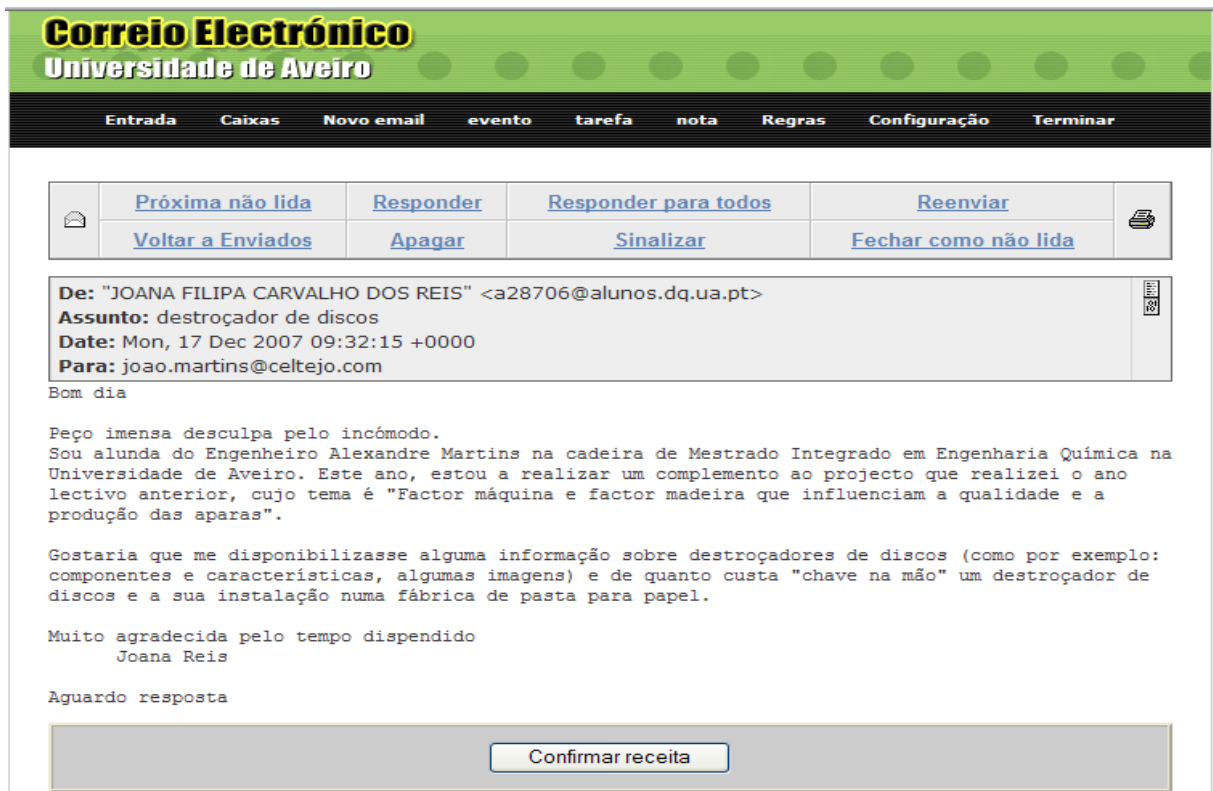 Correio Electrónico
Universidade de Aveiro
Entrada Caixas Novo email evento tarefa nota Regras Configuração Terminar
Próxima não lida Responder Responder para todos Reenviar
Voltar a Enviados Apagar Sinalizar Fechar como não lida
De: "JOANA FILIPA CARVALHO DOS REIS" <a28706@alunos.dq.ua.pt>
Assunto: destroçador de discos
Date: Mon, 17 Dec 2007 09:32:15 +0000
Para: joao.martins@celtejo.com
Bom dia
Peço imensa desculpa pelo incómodo.
Sou alunda do Engenheiro Alexandre Martins na cadeira de Mestrado Integrado em Engenharia Química na
Universidade de Aveiro. Este ano, estou a realizar um complemento ao projecto que realizei o ano
lectivo anterior, cujo tema é "Factor máquina e factor madeira que influenciam a qualidade e a
produção das aparas".
Gostaria que me disponibilizasse alguma informação sobre destroçadores de discos (como por exemplo:
componentes e características, algumas imagens) e de quanto custa "chave na mão" um destroçador de
discos e a sua instalação numa fábrica de pasta para papel.
Muito agradecida pelo tempo dispendido
Joana Reis
Aguardo resposta
Confirmar receita